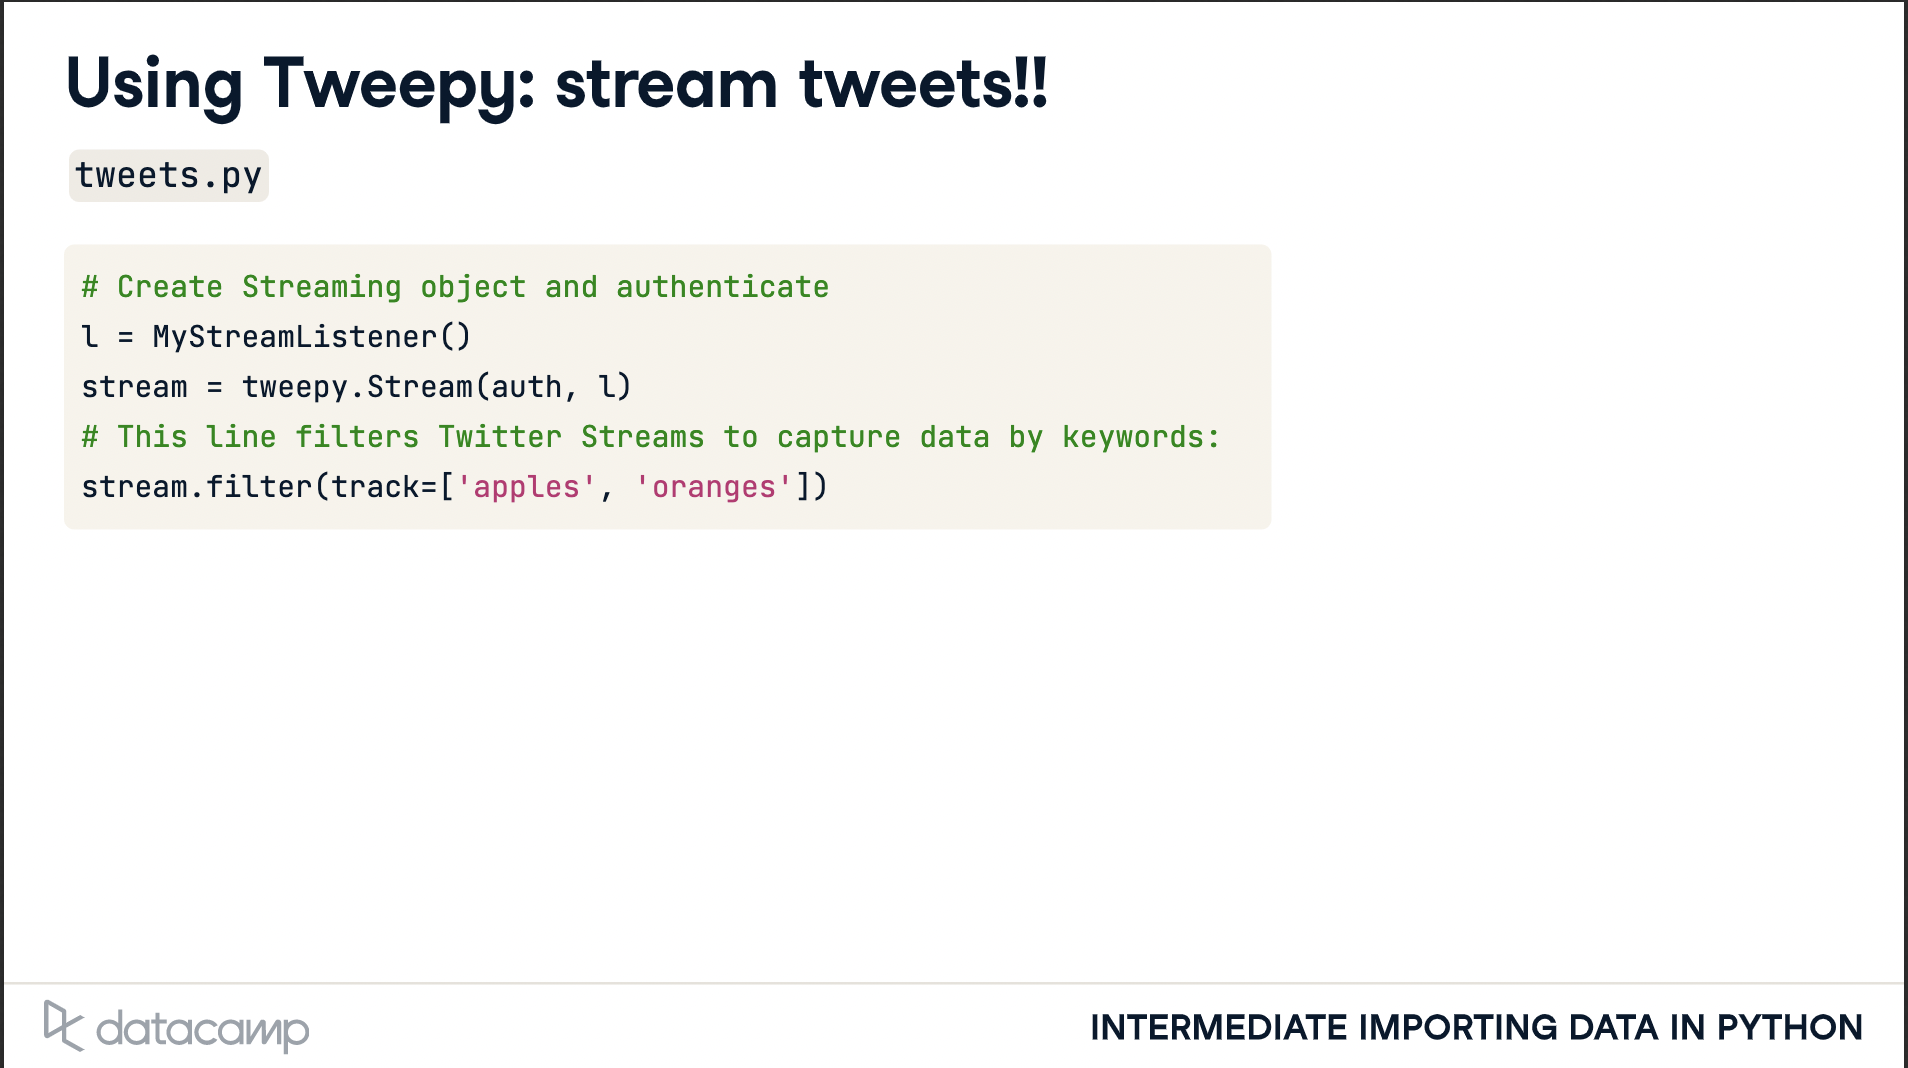 Using Tweepy: stream tweets!!
tweets.py
# Create Streaming object and authenticate
l = MyStreamListener()
stream = tweepy.Stream(auth, l)
# This line filters Twitter Streams to capture data by keywords:
stream.filter(track=['apples', 'oranges'])
datacamp
INTERMEDIATE IMPORTING DATA IN PYTHON